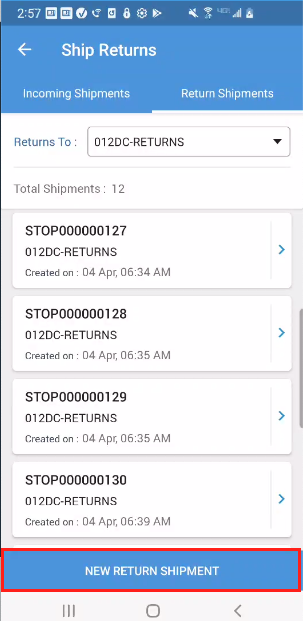 2:57
Ship Returns
Incoming Shipments Return Shipments
Returns To : 012DC-RETURNS
Total Shipments : 12
STOP000000127
012DC-RETURNS
Created on : 04 Apr, 06:34 AM
STOP000000128
012DC-RETURNS
Created on : 04 Apr, 06:35 AM
STOP000000129
012DC-RETURNS
Created on : 04 Apr, 06:35 AM
STOP000000130
012DC-RETURNS
Created on : 04 Apr, 06:39 AM
NEW RETURN SHIPMENT